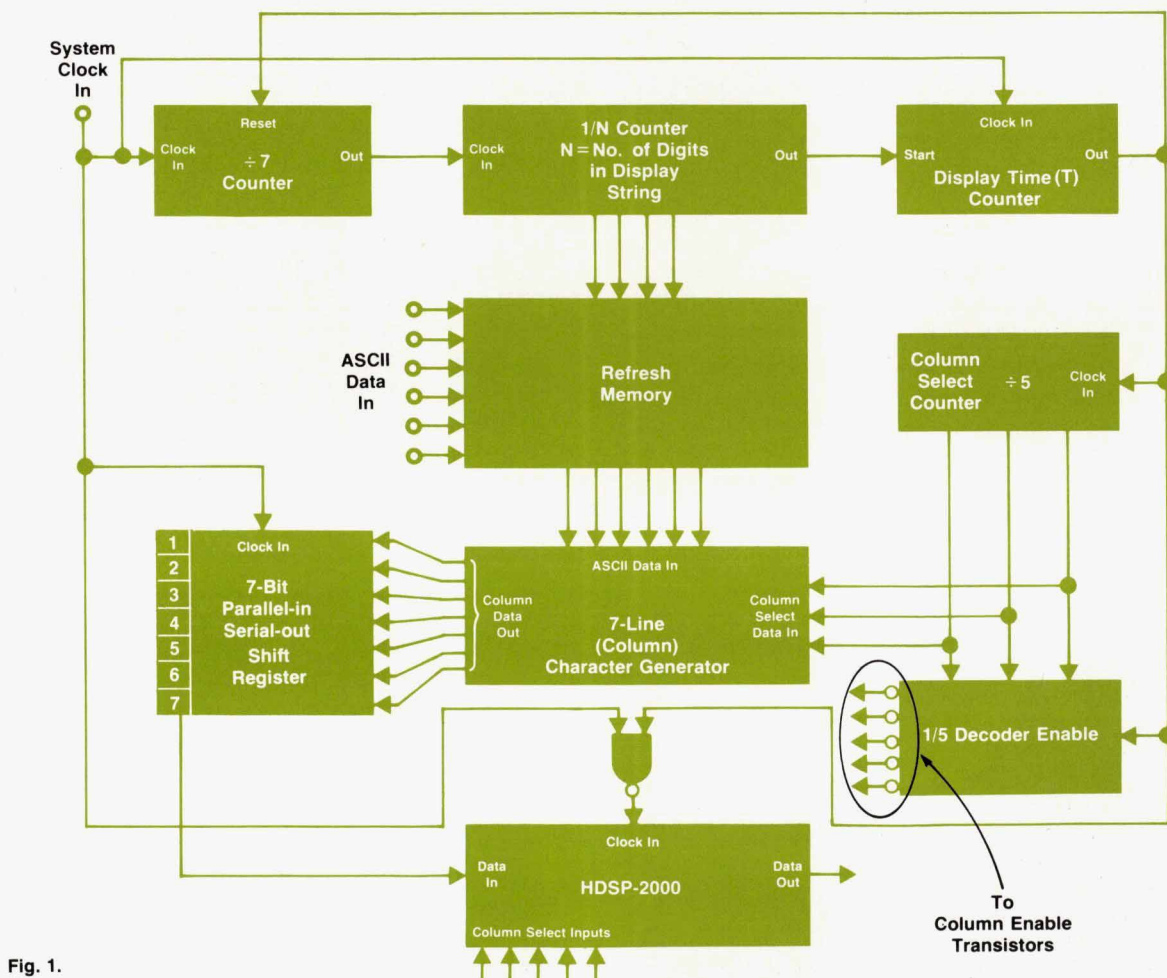 System
Clock
In
Reset
Clock
In
÷7
Counter
Out
Clock
In
1/N Counter
N = No. of Digits
in Display
String
Out
Clock In
Start
Out
Display Time (T)
Counter
ASCII
Data
In
Refresh
Memory
Column
Select
Counter
÷5
Clock
In
1
2
3
4
5
6
7
Clock In
7-Bit
Parallel-in
Serial-out
Shift
Register
Column
Data
Out
ASCII Data In
7-Line
(Column)
Character Generator
Column
Select
Data In
1/5 Decoder Enable
Clock In
Data
In
HDSP-2000
Data
Out
Column Select Inputs
To
Column Enable
Transistors
Fig. 1.